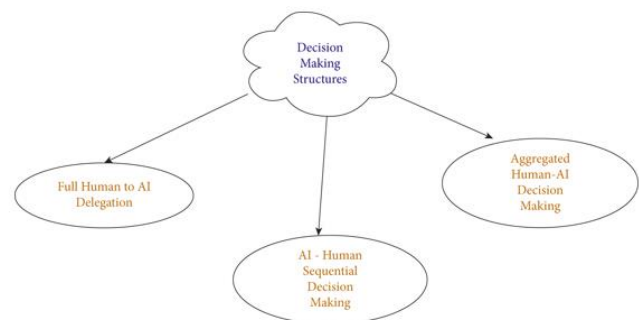 Decision
Making
Structures
Full Human to AI
Delegation
AI - Human
Sequential
Decision
Making
Aggregated
Human-AI
Decision
Making